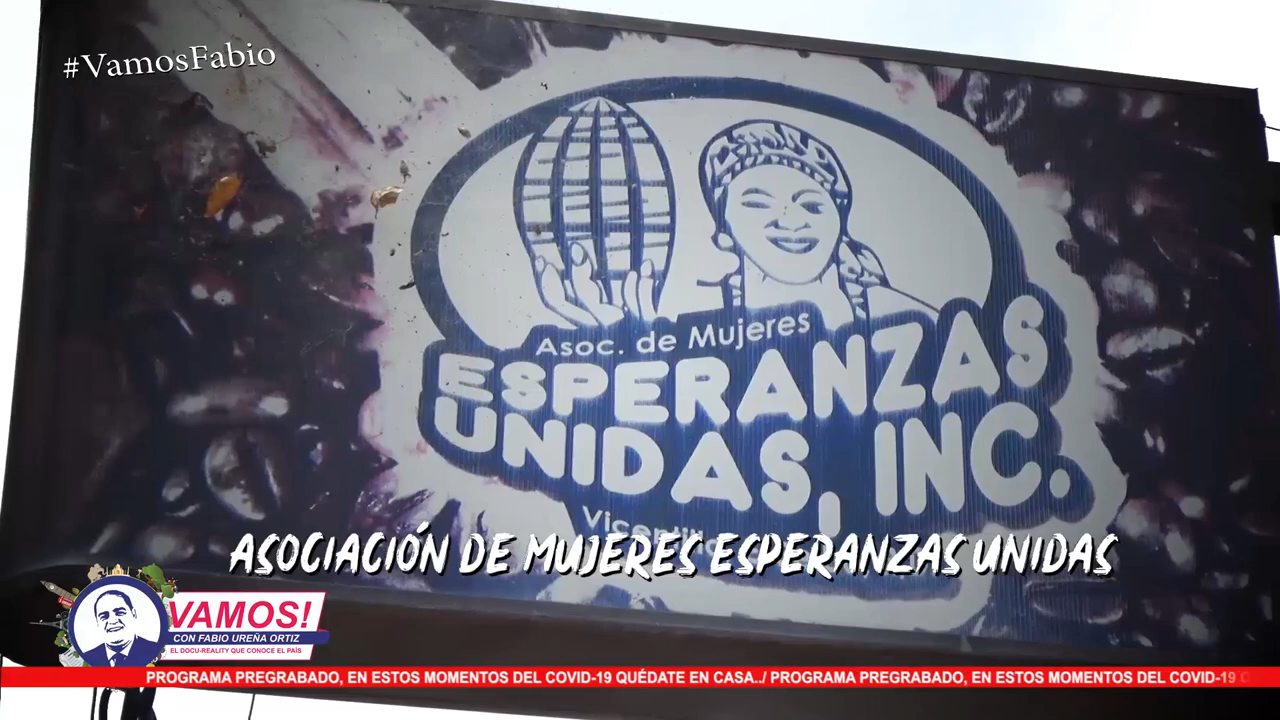 #VamosFabio
Asoc. de Mujeres
ESPERANZAS
UNIDAS, INC.
ASOCIACIÓN DE MUJERES ESPERANZAS UNIDAS
VAMOS!
CON FABIO UREÑA ORTIZ
EL DOCU-REALITY QUE CONOCE EL PAÍS
PROGRAMA PREGRABADO, EN ESTOS MOMENTOS DEL COVID-19 QUÉDATE EN CASA../ PROGRAMA PREGRABADO, EN ESTOS MOMENTOS DEL COVID-19